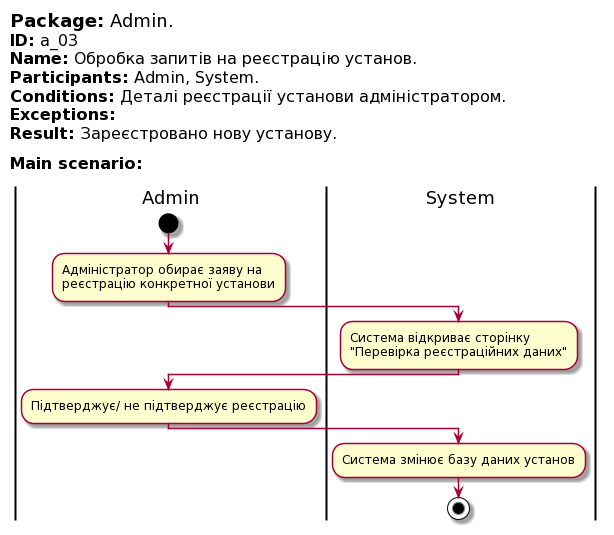 Package: Admin.
ID: a_03
Name: Обробка запитів на реєстрацію установ.
Participants: Admin, System.
Conditions: Деталі реєстрації установи адміністратором.
Exceptions:
Result: Зареєстровано нову установу.
Main scenario:
Admin
System
Адміністратор обирає заяву на
реєстрацію конкретної установи
Система відкриває сторінку
"Перевірка реєстраційних даних"
Підтверджує/ не підтверджує реєстрацію
Система змінює базу даних установ